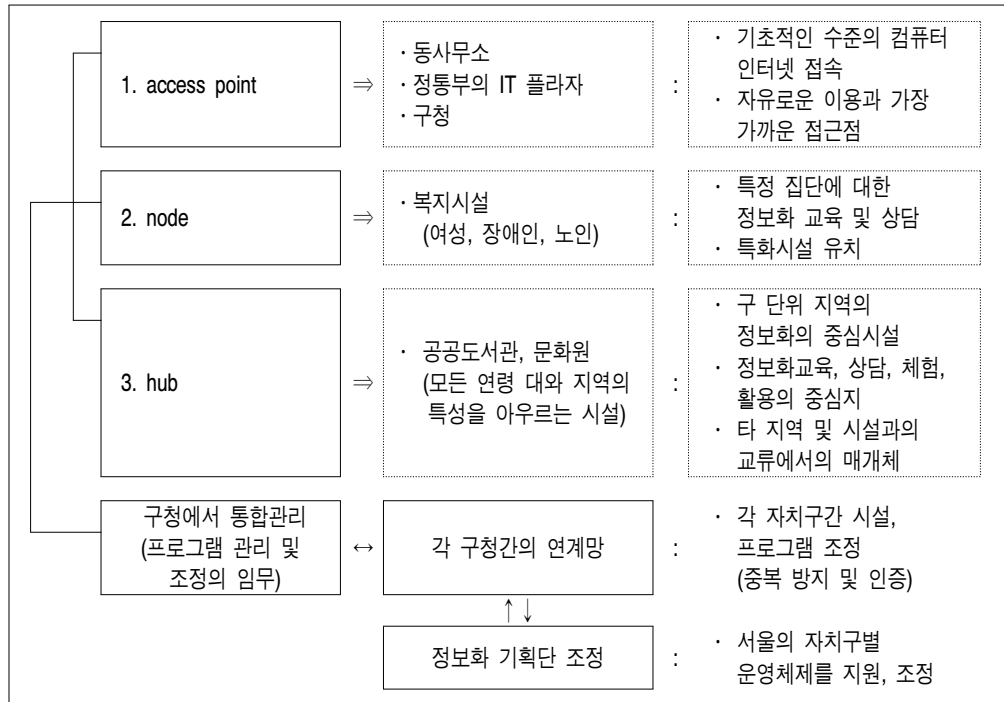 1. access point
⇒
· 동사무소
· 정통부의 IT 플라자
· 구청
:
· 기초적인 수준의 컴퓨터
인터넷 접속
· 자유로운 이용과 가장
가까운 접근점
2. node
⇒
· 복지시설
(여성, 장애인, 노인)
:
· 특정 집단에 대한
정보화 교육 및 상담
· 특화시설 유치
3. hub
⇒
· 공공도서관, 문화원
(모든 연령 대와 지역의
특성을 아우르는 시설)
:
· 구 단위 지역의
정보화의 중심시설
· 정보화교육, 상담, 체험,
활용의 중심지
· 타 지역 및 시설과의
교류에서의 매개체
구청에서 통합관리
(프로그램 관리 및
조정의 임무)
↔
각 구청간의 연계망
:
· 각 자치구간 시설,
프로그램 조정
(중복 방지 및 인증)
↑↓
정보화 기획단 조정
:
· 서울의 자치구별
운영체제를 지원, 조정